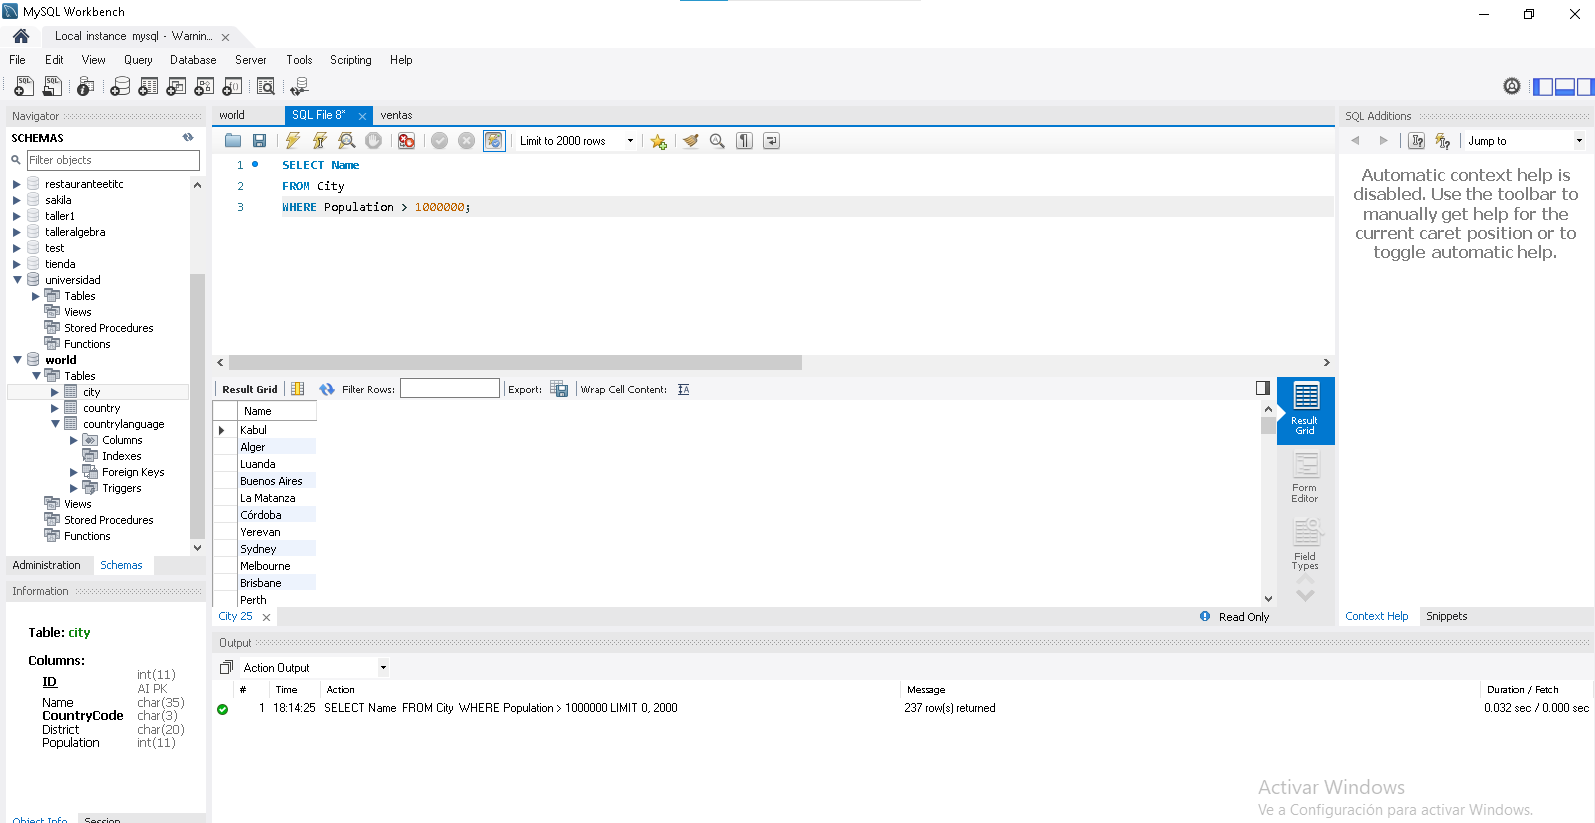 MySQL Workbench
Local instance mysql - Warnin...
File Edit View Query Database Server Tools Scripting Help
Navigator
SCHEMAS
Filter objects
restauranteetitc
sakila
taller1
talleralgebra
test
tienda
universidad
Tables
Views
Stored Procedures
Functions
world
Tables
city
country
countrylanguage
Columns
Indexes
Foreign Keys
Triggers
Views
Stored Procedures
Functions
Administration Schemas
Information
Table: city
Columns:
ID int(11) AI PK
Name char(35)
CountryCode char(3)
District char(20)
Population int(11)
Object Info Session
world SQL File 8* ventas
Limit to 2000 rows
1 SELECT Name
2 FROM City
3 WHERE Population > 1000000;
Result Grid Filter Rows: Export: Wrap Cell Content:
Name
Kabul
Alger
Luanda
Buenos Aires
La Matanza
Córdoba
Yerevan
Sydney
Melbourne
Brisbane
Perth
Result Grid
Form Editor
Field Types
City 25 Read Only
Output
Action Output
# Time Action Message Duration / Fetch
1 18:14:25 SELECT Name FROM City WHERE Population > 1000000 LIMIT 0, 2000 237 row(s) returned 0.032 sec / 0.000 sec
SQL Additions
Jump to
Automatic context help is
disabled. Use the toolbar to
manually get help for the
current caret position or to
toggle automatic help.
Context Help Snippets
Activar Windows
Ve a Configuración para activar Windows.